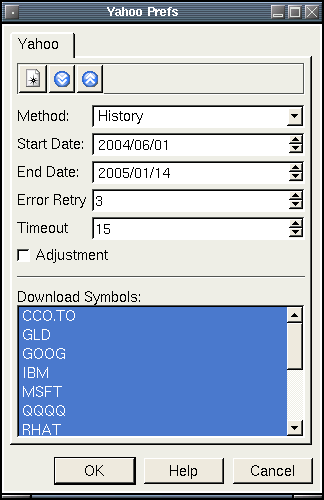 Yahoo Prefs
Yahoo
Method: History
Start Date: 2004/06/01
End Date: 2005/01/14
Error Retry 3
Timeout 15
Adjustment
Download Symbols:
CCO.TO
GLD
GOOG
IBM
MSFT
QQQQ
RHAT
OK Help Cancel